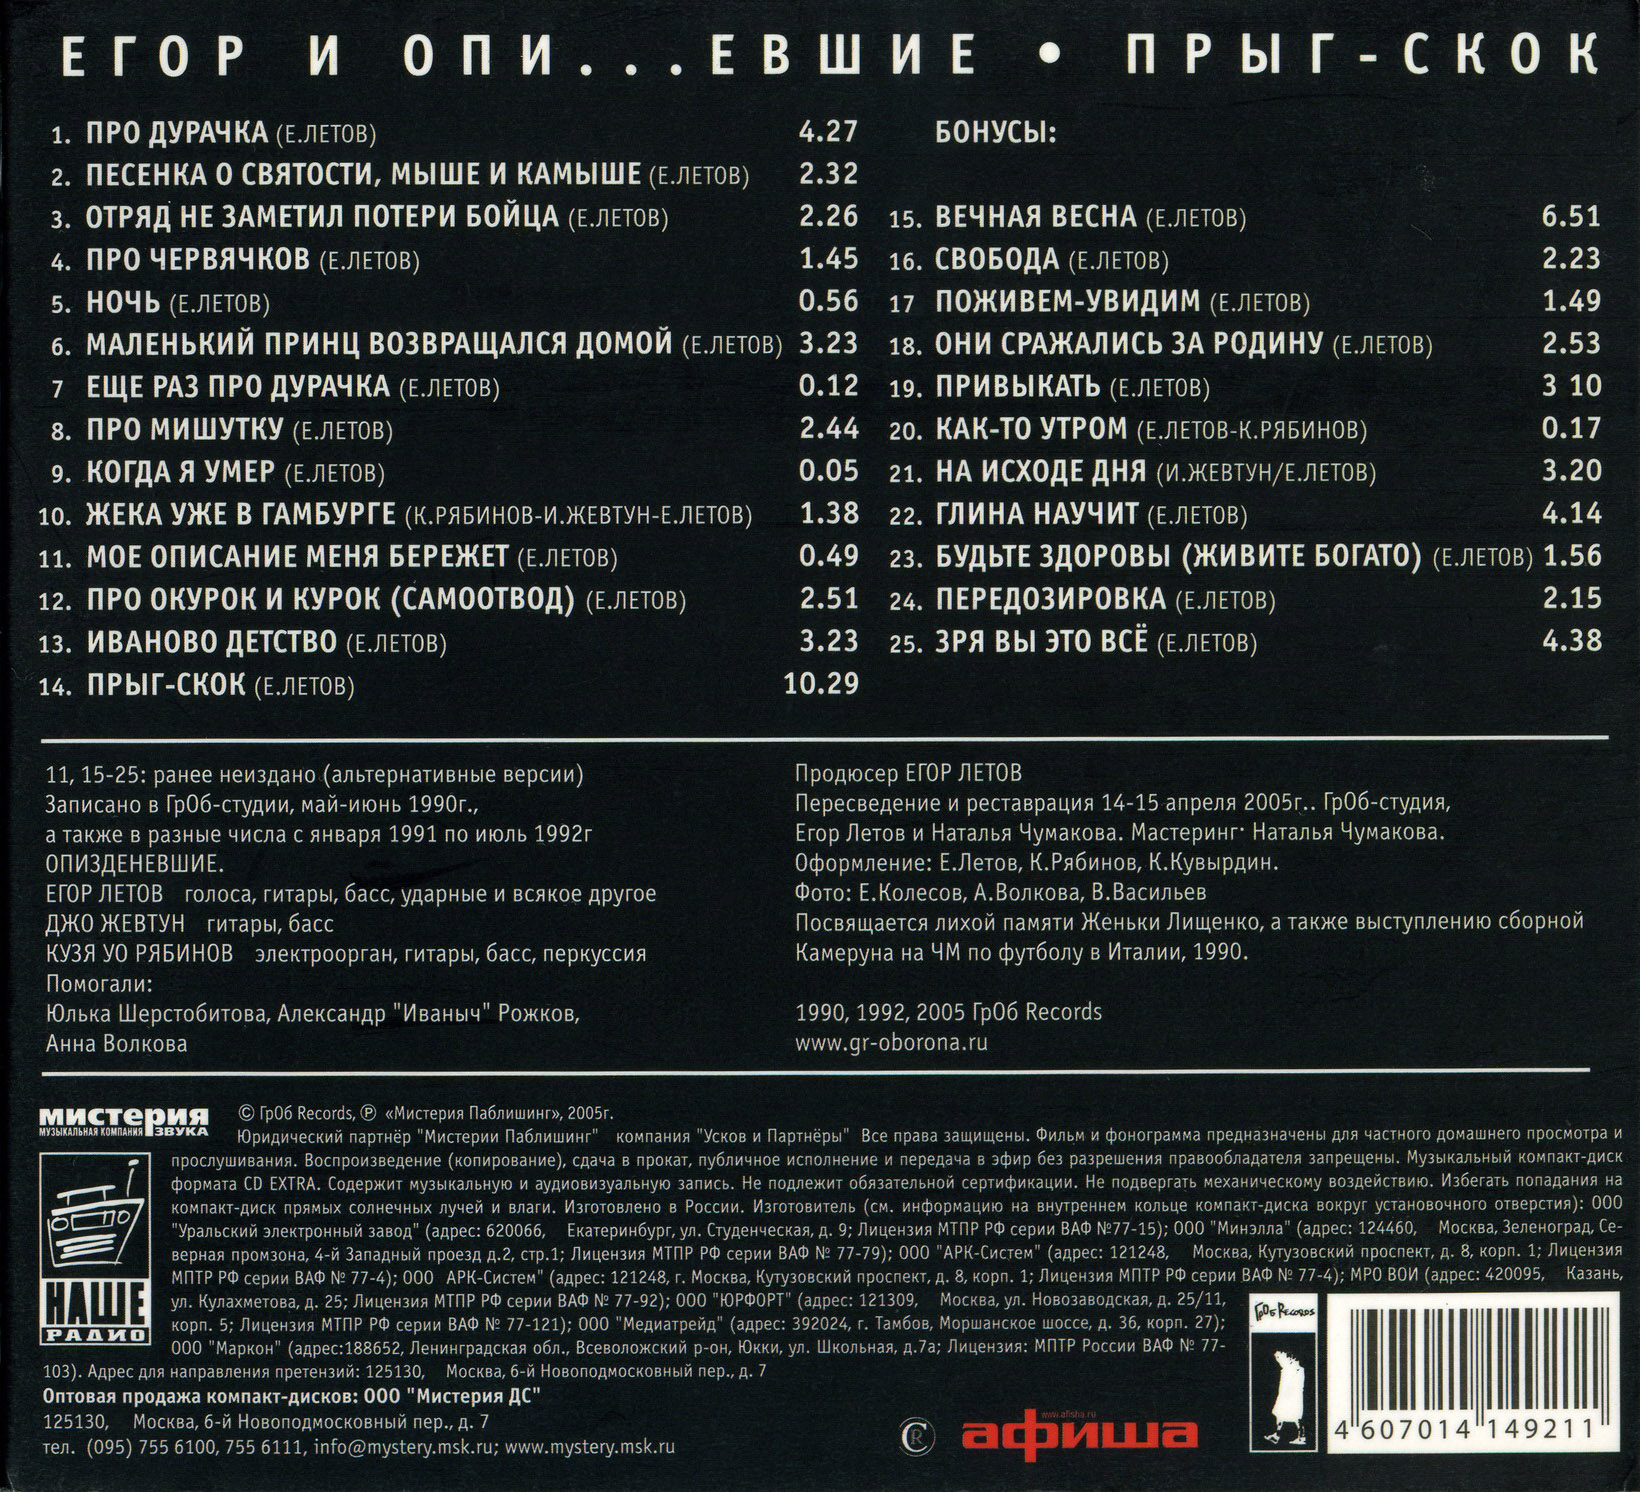 ЕГОР И ОПИ...ЕВШИЕ • ПРЫГ-СКОК
1. ПРО ДУРАЧКА (Е.ЛЕТОВ) 4.27
2. ПЕСЕНКА О СВЯТОСТИ, МЫШЕ И КАМЫШЕ (Е.ЛЕТОВ) 2.32
3. ОТРЯД НЕ ЗАМЕТИЛ ПОТЕРИ БОЙЦА (Е.ЛЕТОВ) 2.26
4. ПРО ЧЕРВЯЧКОВ (Е.ЛЕТОВ) 1.45
5. НОЧЬ (Е.ЛЕТОВ) 0.56
6. МАЛЕНЬКИЙ ПРИНЦ ВОЗВРАЩАЛСЯ ДОМОЙ (Е.ЛЕТОВ) 3.23
7 ЕЩЕ РАЗ ПРО ДУРАЧКА (Е.ЛЕТОВ) 0.12
8. ПРО МИШУТКУ (Е.ЛЕТОВ) 2.44
9. КОГДА Я УМЕР (Е.ЛЕТОВ) 0.05
10. ЖЕКА УЖЕ В ГАМБУРГЕ (К.РЯБИНОВ-И.ЖЕВТУН-Е.ЛЕТОВ) 1.38
11. МОЕ ОПИСАНИЕ МЕНЯ БЕРЕЖЕТ (Е.ЛЕТОВ) 0.49
12. ПРО ОКУРОК И КУРОК (САМООТВОД) (Е.ЛЕТОВ) 2.51
13. ИВАНОВО ДЕТСТВО (Е.ЛЕТОВ) 3.23
14. ПРЫГ-СКОК (Е.ЛЕТОВ) 10.29
БОНУСЫ:
15. ВЕЧНАЯ ВЕСНА (Е.ЛЕТОВ) 6.51
16. СВОБОДА (Е.ЛЕТОВ) 2.23
17 ПОЖИВЕМ-УВИДИМ (Е.ЛЕТОВ) 1.49
18. ОНИ СРАЖАЛИСЬ ЗА РОДИНУ (Е.ЛЕТОВ) 2.53
19. ПРИВЫКАТЬ (Е.ЛЕТОВ) 3 10
20. КАК-ТО УТРОМ (Е.ЛЕТОВ-К.РЯБИНОВ) 0.17
21. НА ИСХОДЕ ДНЯ (И.ЖЕВТУН/Е.ЛЕТОВ) 3.20
22. ГЛИНА НАУЧИТ (Е.ЛЕТОВ) 4.14
23. БУДЬТЕ ЗДОРОВЫ (ЖИВИТЕ БОГАТО) (Е.ЛЕТОВ) 1.56
24. ПЕРЕДОЗИРОВКА (Е.ЛЕТОВ) 2.15
25. ЗРЯ ВЫ ЭТО ВСЁ (Е.ЛЕТОВ) 4.38
11, 15-25: ранее неиздано (альтернативные версии)
Записано в ГрОб-студии, май-июнь 1990г.,
а также в разные числа с января 1991 по июль 1992г
ОПИЗДЕНЕВШИЕ.
ЕГОР ЛЕТОВ голоса, гитары, басс, ударные и всякое другое
ДЖО ЖЕВТУН гитары, басс
КУЗЯ УО РЯБИНОВ электроорган, гитары, басс, перкуссия
Помогали:
Юлька Шерстобитова, Александр "Иваныч" Рожков,
Анна Волкова
Продюсер ЕГОР ЛЕТОВ
Пересведение и реставрация 14-15 апреля 2005г.. ГрОб-студия,
Егор Летов и Наталья Чумакова. Мастеринг· Наталья Чумакова.
Оформление: Е.Летов, К.Рябинов, К.Кувырдин.
Фото: Е.Колесов, А.Волкова, В.Васильев
Посвящается лихой памяти Женьки Лищенко, а также выступлению сборной
Камеруна на ЧМ по футболу в Италии, 1990.
1990, 1992, 2005 ГрОб Records
www.gr-oborona.ru
мистерия
МУЗЫКАЛЬНАЯ КОМПАНИЯ ЗВУКА
© ГрОб Records, ℗ «Мистерия Паблишинг», 2005г.
Юридический партнёр "Мистерии Паблишинг" компания "Усков и Партнёры" Все права защищены. Фильм и фонограмма предназначены для частного домашнего просмотра и
прослушивания. Воспроизведение (копирование), сдача в прокат, публичное исполнение и передача в эфир без разрешения правообладателя запрещены. Музыкальный компакт-диск
формата CD EXTRA. Содержит музыкальную и аудиовизуальную запись. Не подлежит обязательной сертификации. Не подвергать механическому воздействию. Избегать попадания на
компакт-диск прямых солнечных лучей и влаги. Изготовлено в России. Изготовитель (см. информацию на внутреннем кольце компакт-диска вокруг установочного отверстия): ООО
"Уральский электронный завод" (адрес: 620066, Екатеринбург, ул. Студенческая, д. 9; Лицензия МТПР РФ серии ВАФ №77-15); ООО "Минэлла" (адрес: 124460, Москва, Зеленоград, Се-
верная промзона, 4-й Западный проезд д.2, стр.1; Лицензия МТПР РФ серии ВАФ № 77-79); ООО "АРК-Систем" (адрес: 121248, Москва, Кутузовский проспект, д. 8, корп. 1; Лицензия
МПТР РФ серии ВАФ № 77-4); ООО АРК-Систем" (адрес: 121248, г. Москва, Кутузовский проспект, д. 8, корп. 1; Лицензия МПТР РФ серии ВАФ № 77-4); МРО ВОИ (адрес: 420095, Казань,
ул. Кулахметова, д. 25; Лицензия МТПР РФ серии ВАФ № 77-92); ООО "ЮРФОРТ" (адрес: 121309, Москва, ул. Новозаводская, д. 25/11,
корп. 5; Лицензия МТПР РФ серии ВАФ № 77-121); ООО "Медиатрейд" (адрес: 392024, г. Тамбов, Моршанское шоссе, д. 36, корп. 27);
ООО "Маркон" (адрес:188652, Ленинградская обл., Всеволожский р-он, Юкки, ул. Школьная, д.7а; Лицензия: МПТР России ВАФ № 77-
103). Адрес для направления претензий: 125130, Москва, 6-й Новоподмосковный пер., д. 7
Оптовая продажа компакт-дисков: ООО "Мистерия ДС"
125130, Москва, 6-й Новоподмосковный пер., д. 7
тел. (095) 755 6100, 755 6111, info@mystery.msk.ru; www.mystery.msk.ru
НАШЕ
РАДИО
www.afisha.ru
афиша
ГрОб Records
4 607014 149211